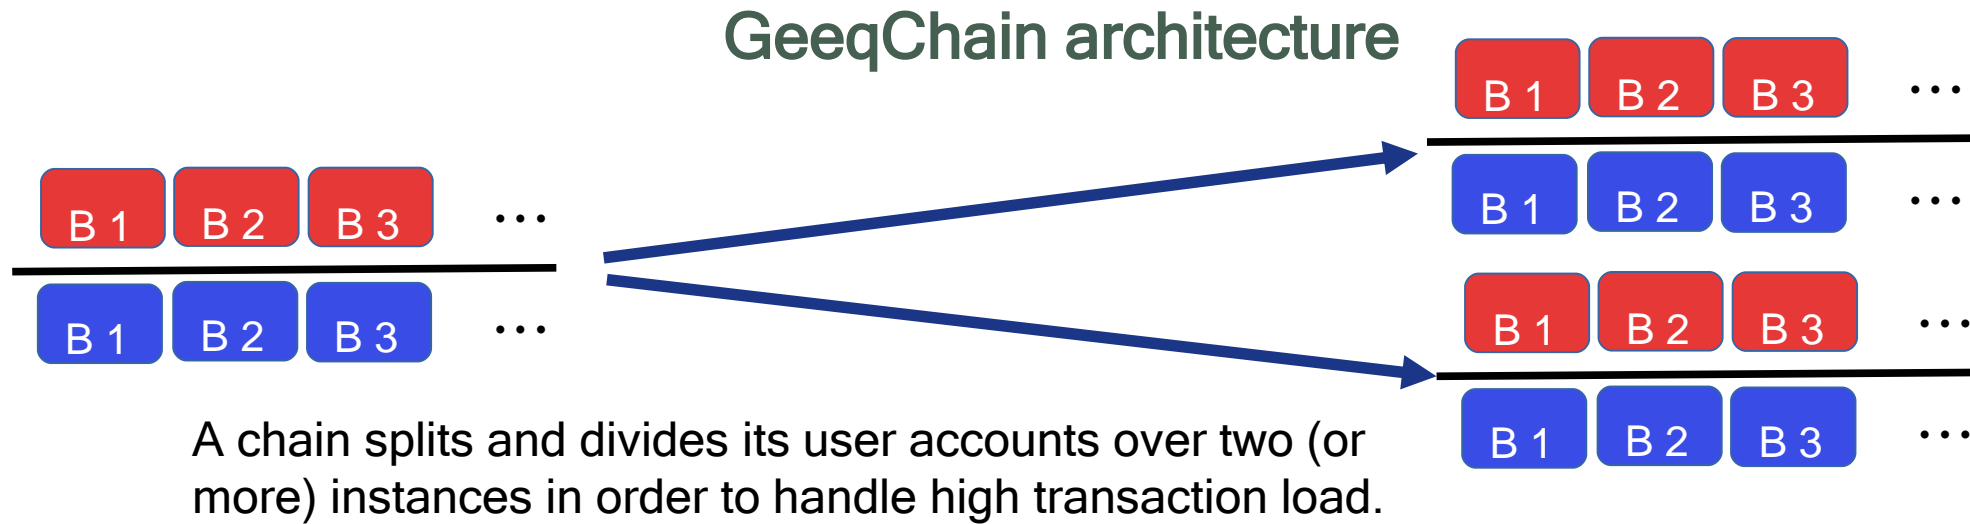 GeeqChain architecture
B 1 B 2 B 3 ...
B 1 B 2 B 3 ...
B 1 B 2 B 3 ...
B 1 B 2 B 3 ...
B 1 B 2 B 3 ...
B 1 B 2 B 3 ...
A chain splits and divides its user accounts over two (or
more) instances in order to handle high transaction load.